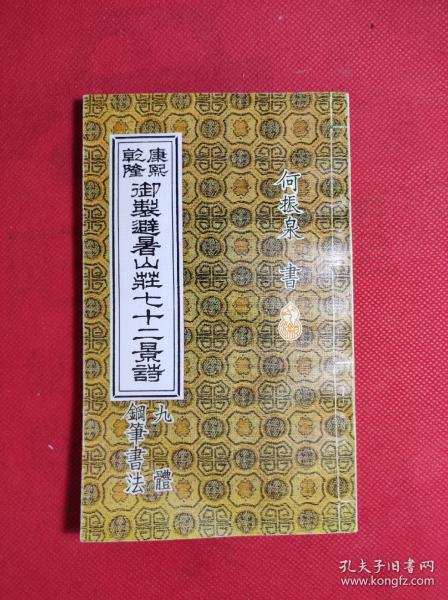 康熙
乾隆
御製避暑山莊七十二景詩
九體
鋼筆書法
何振泉 書
孔夫子旧书网
www.kongfz.com